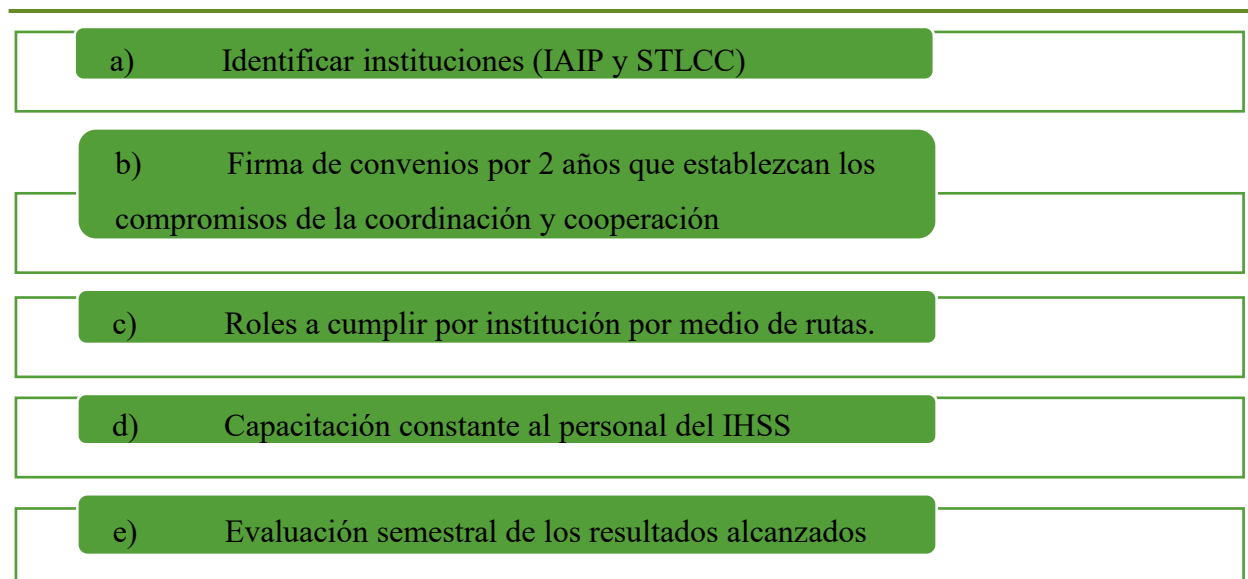 a) Identificar instituciones (IAIP y STLCC)
b) Firma de convenios por 2 años que establezcan los
compromisos de la coordinación y cooperación
c) Roles a cumplir por institución por medio de rutas.
d) Capacitación constante al personal del IHSS
e) Evaluación semestral de los resultados alcanzados